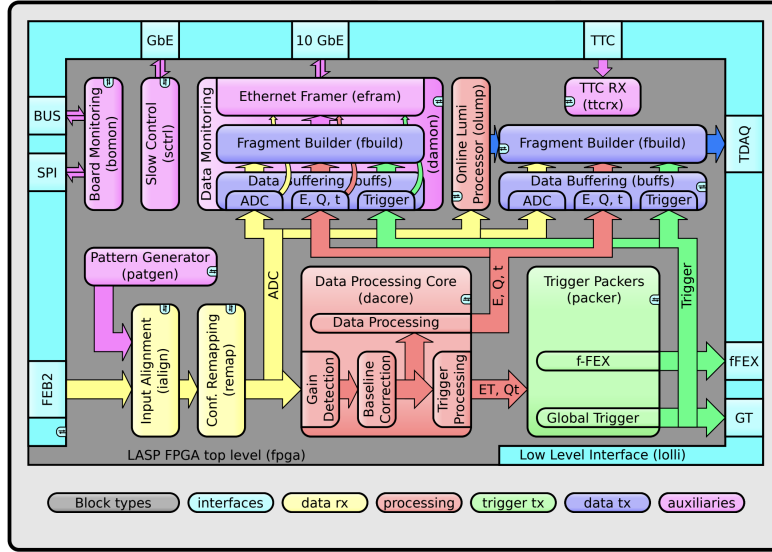 GbE
10 GbE
TTC
BUS
SPI
Board Monitoring
(bomon)
Slow Control
(sctrl)
Data Monitoring
(damon)
Ethernet Framer (efram)
Fragment Builder (fbuild)
Data Buffering (buffs)
ADC
E, Q, t
Trigger
Online Lumi
Processor (olump)
TTC RX
(ttcrx)
Fragment Builder (fbuild)
Data Buffering (buffs)
ADC
E, Q, t
Trigger
TDAQ
Pattern Generator
(patgen)
ADC
Data Processing Core
(dacore)
Data Processing
E, Q, t
Trigger Packers
(packer)
Trigger
FEB2
Input Alignment
(ialign)
Conf. Remapping
(remap)
Gain
Detection
Baseline
Correction
Trigger
Processing
ET, Qt
f-FEX
Global Trigger
fFEX
GT
LASP FPGA top level (fpga)
Low Level Interface (lolli)
Block types
interfaces
data rx
processing
trigger tx
data tx
auxiliaries